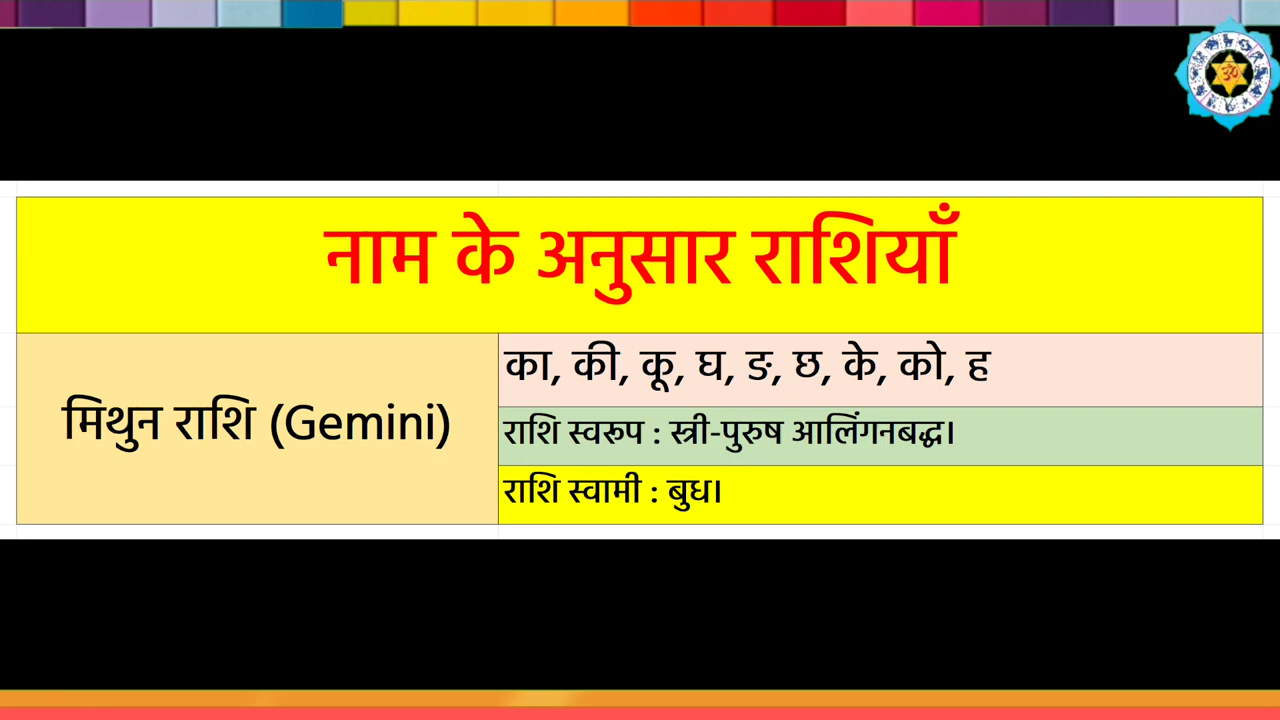 नाम के अनुसार राशियाँ
मिथुन राशि (Gemini)
का, की, कू, घ, ङ, छ, के, को, ह
राशि स्वरूप : स्त्री-पुरुष आलिंगनबद्ध।
राशि स्वामी : बुध।
ॐ